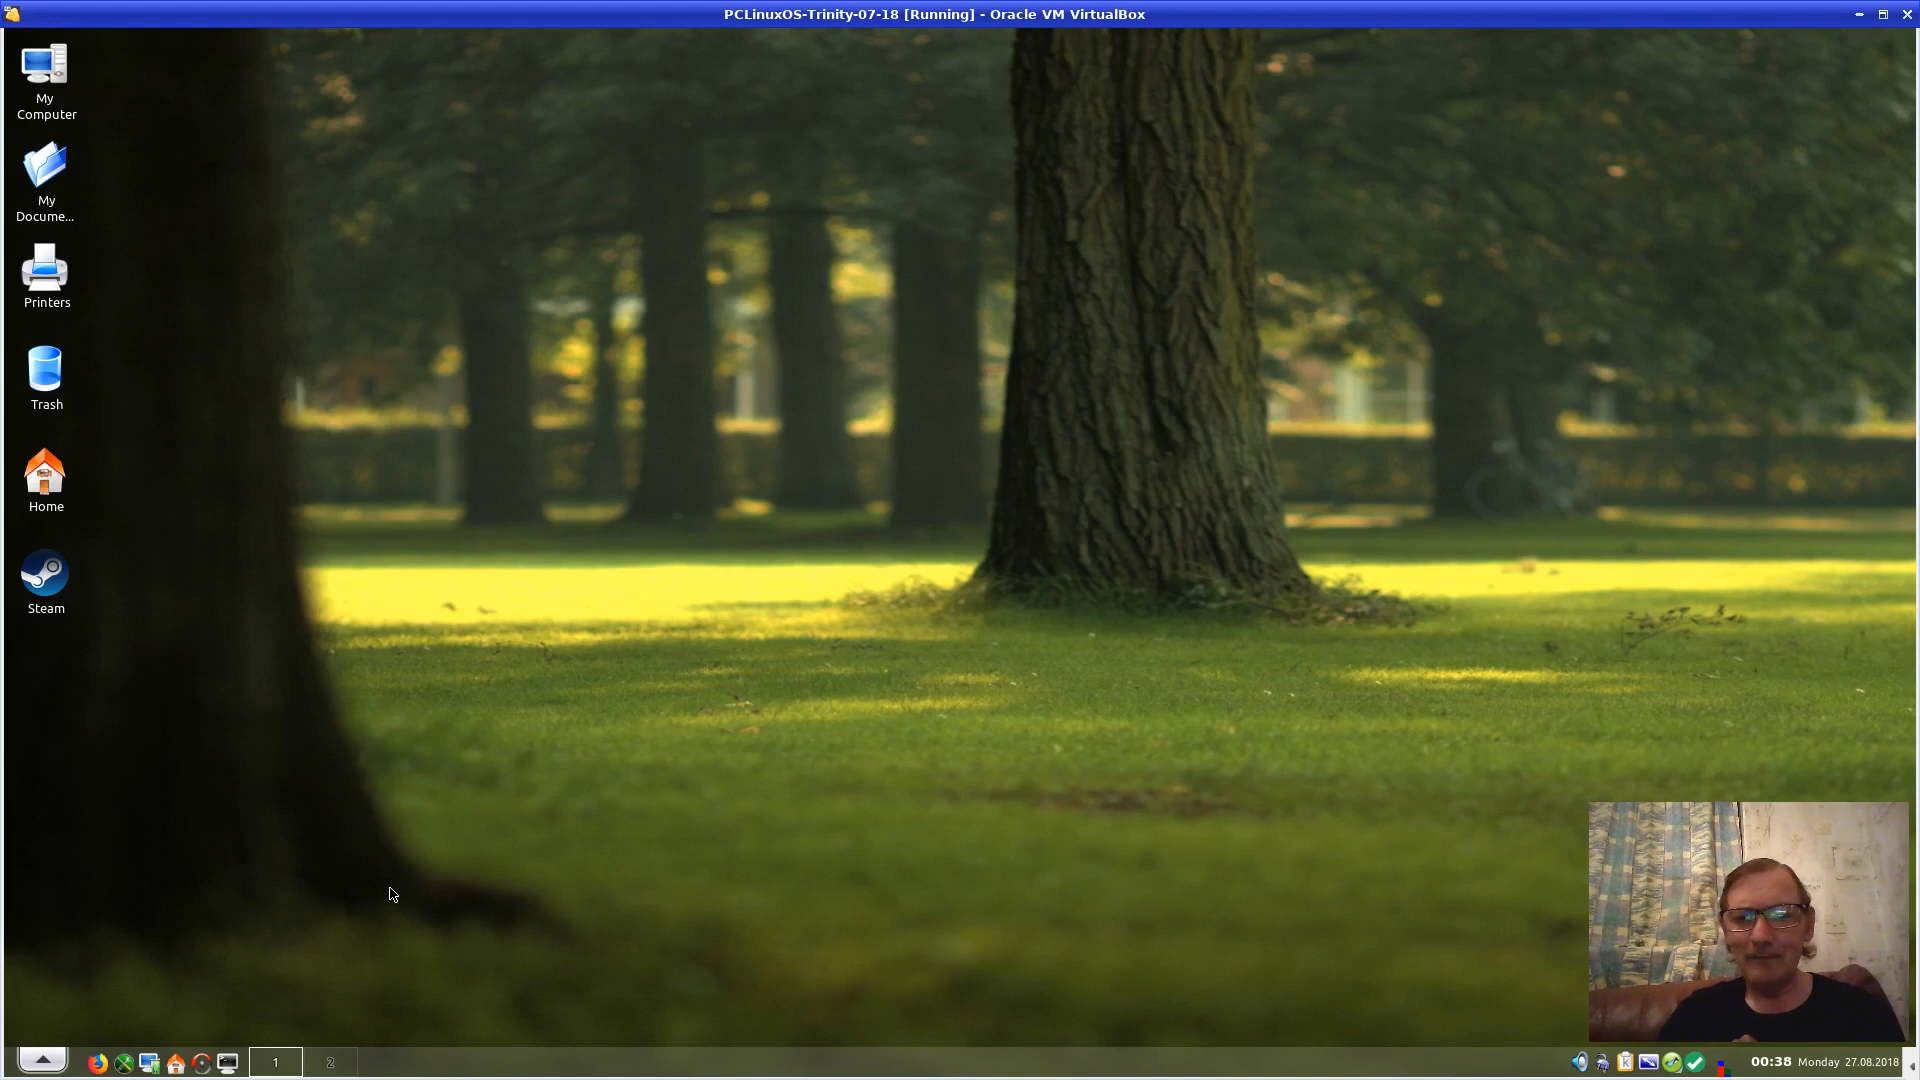 PCLinuxOS-Trinity-07-18 [Running] - Oracle VM VirtualBox
My
Computer
My
Docume...
Printers
Trash
Home
Steam
1
2
00:38 Monday 27.08.2018